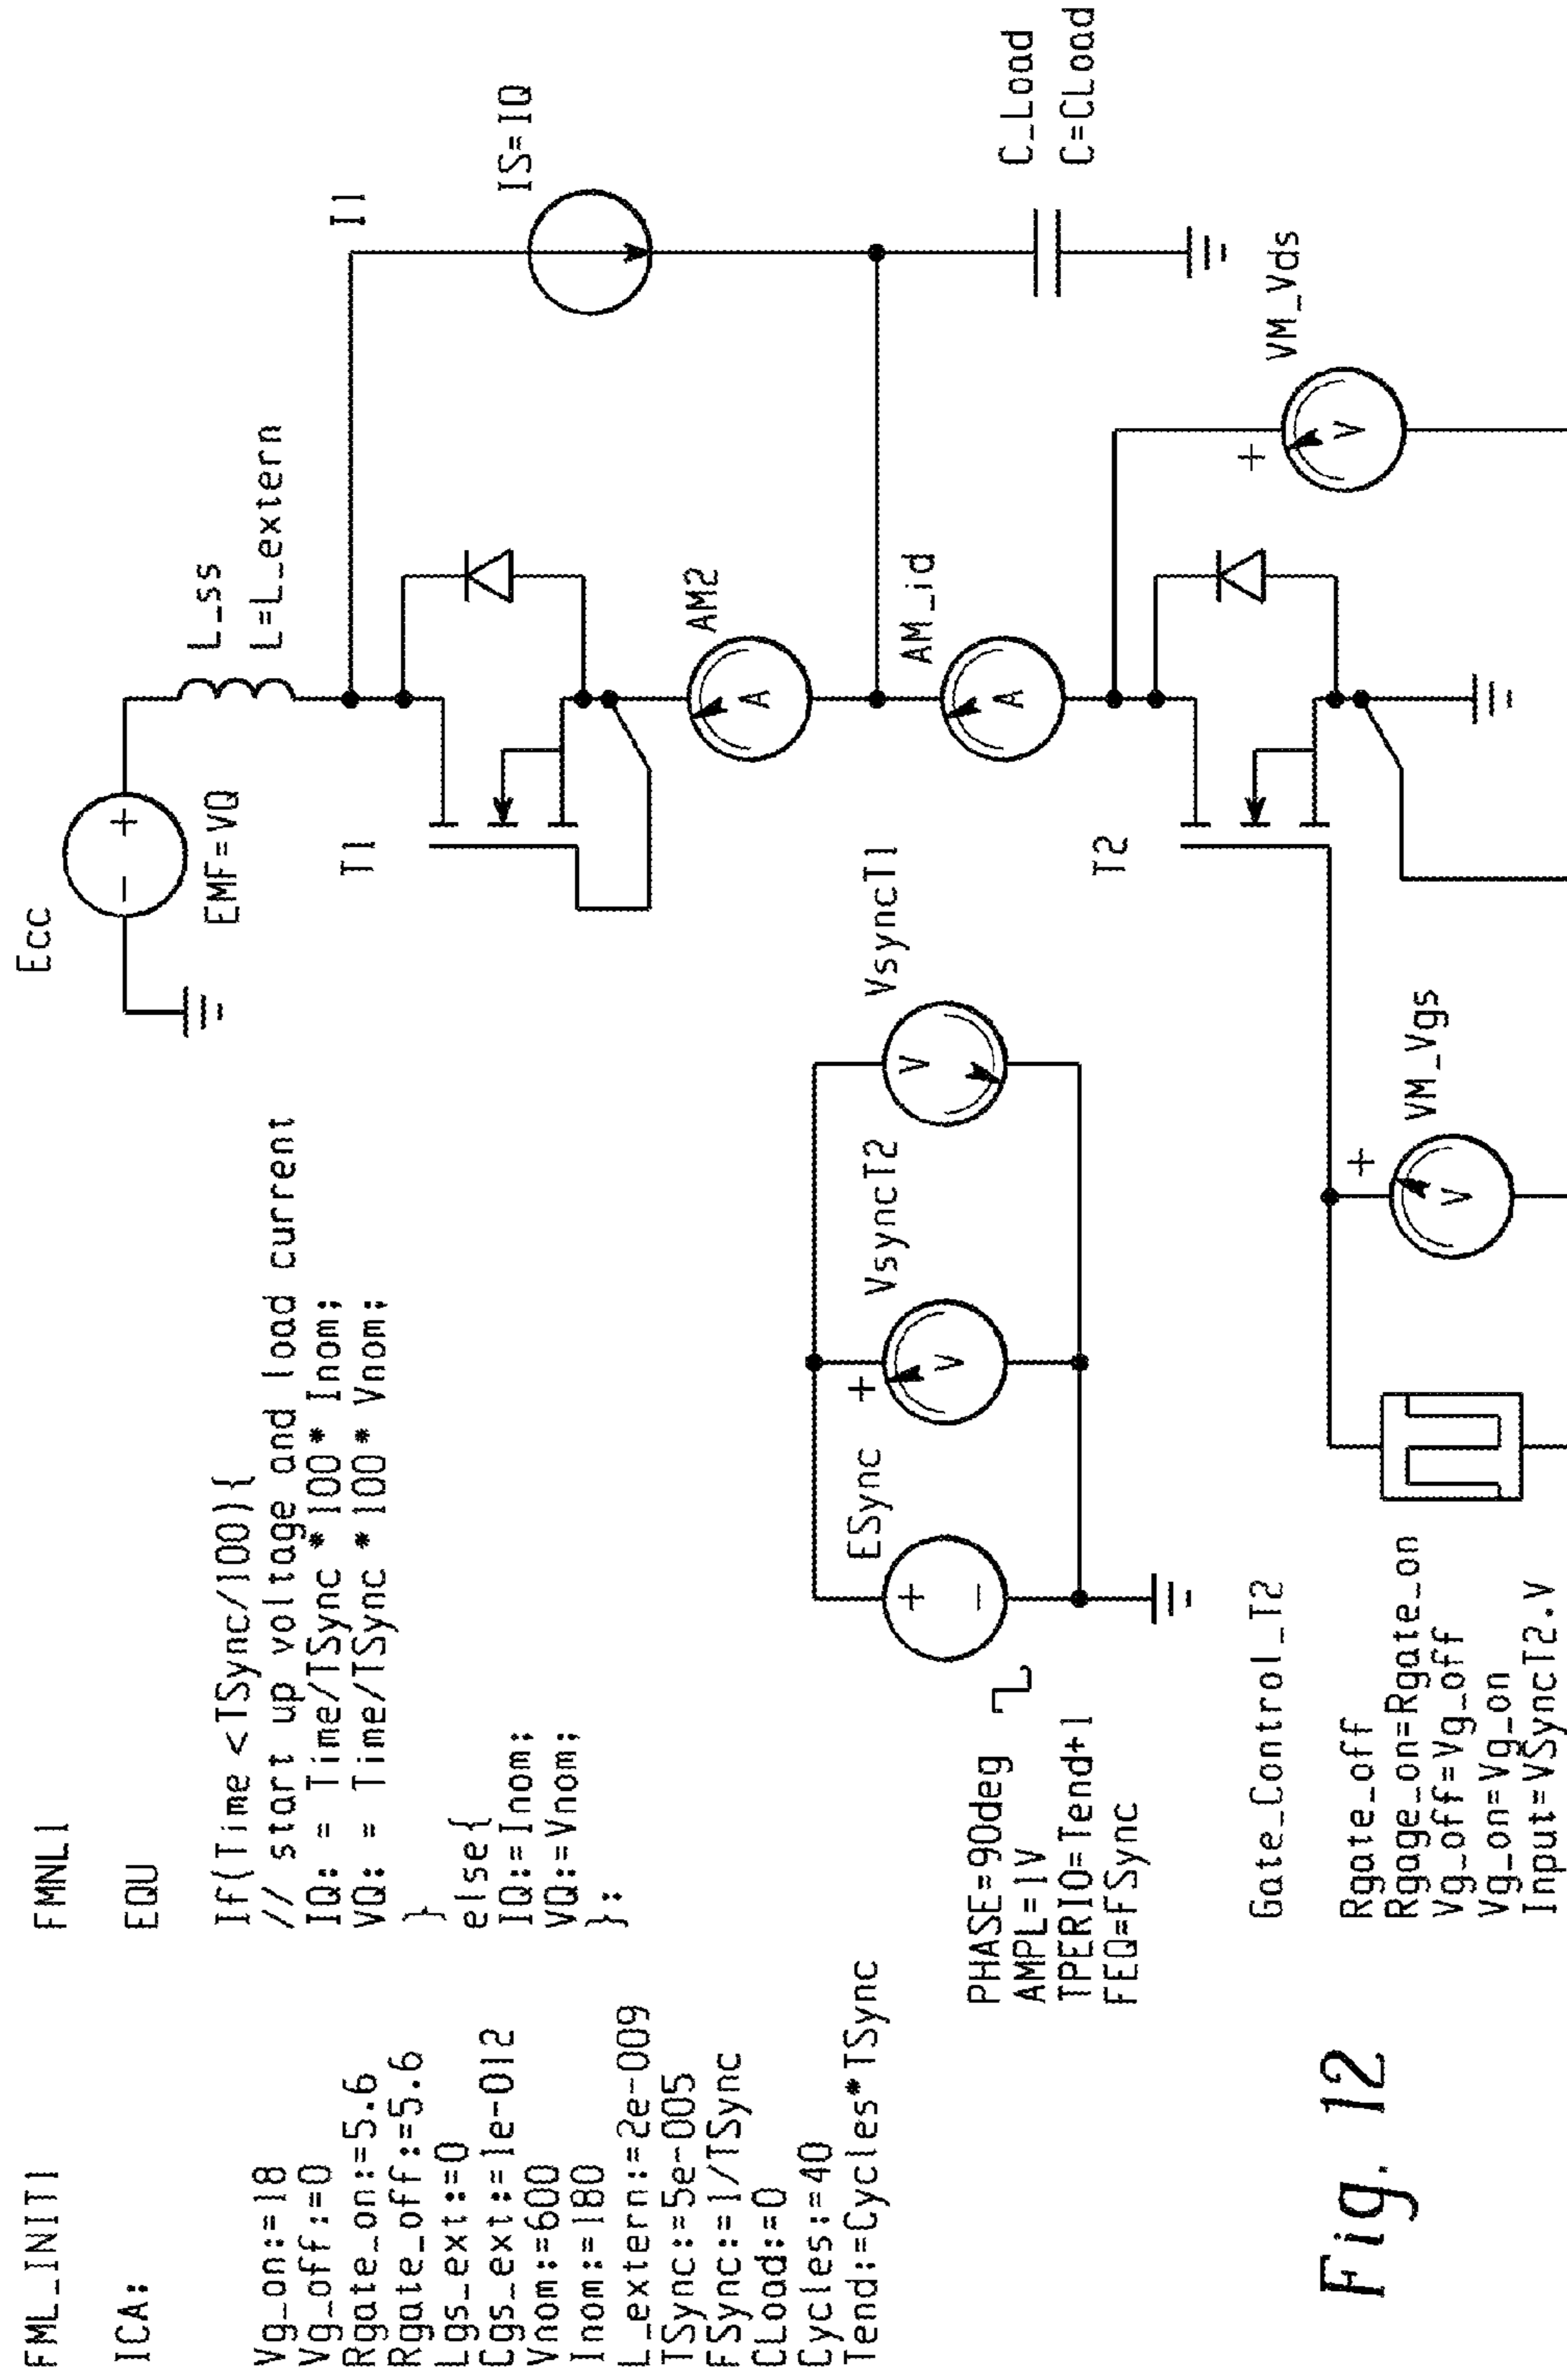 FML_INIT1
ICA:
Vg_on:=18
Vg_off:=0
Rgate_on:=5.6
Rgate_off:=5.6
Lgs_ext:=0
Cgs_ext:=1e-012
Vnom:=600
Inom:=180
L_extern:=2e-009
TSync:=5e-005
FSync:=1/TSync
CLoad:=0
Cycles:=40
Tend:=Cycles*TSync
FMNL1
EQU
If(Time <TSync/100){
// start up voltage and load current
IQ: = Time/TSync *100* Inom;
VQ: = Time/TSync *100* Vnom;
}
else{
IQ:=Inom;
VQ:=Vnom;
};
Ecc
+
-
EMF=VQ
L_ss
L=L_extern
I1
IS=IQ
T1
AM2
A
AM_id
A
C_Load
C=CLoad
ESync
+
-
VsyncT2
+
V
VsyncT1
V
PHASE=90deg
AMPL=1V
TPERIO=Tend+1
FEQ=FSync
T2
VM_Vds
+
V
VM_Vgs
+
V
Gate_Control_T2
Rgate_off
Rgage_on=Rgate_on
Vg_off=Vg_off
Vg_on=Vg_on
Input=VSyncT2.V
Fig. 12